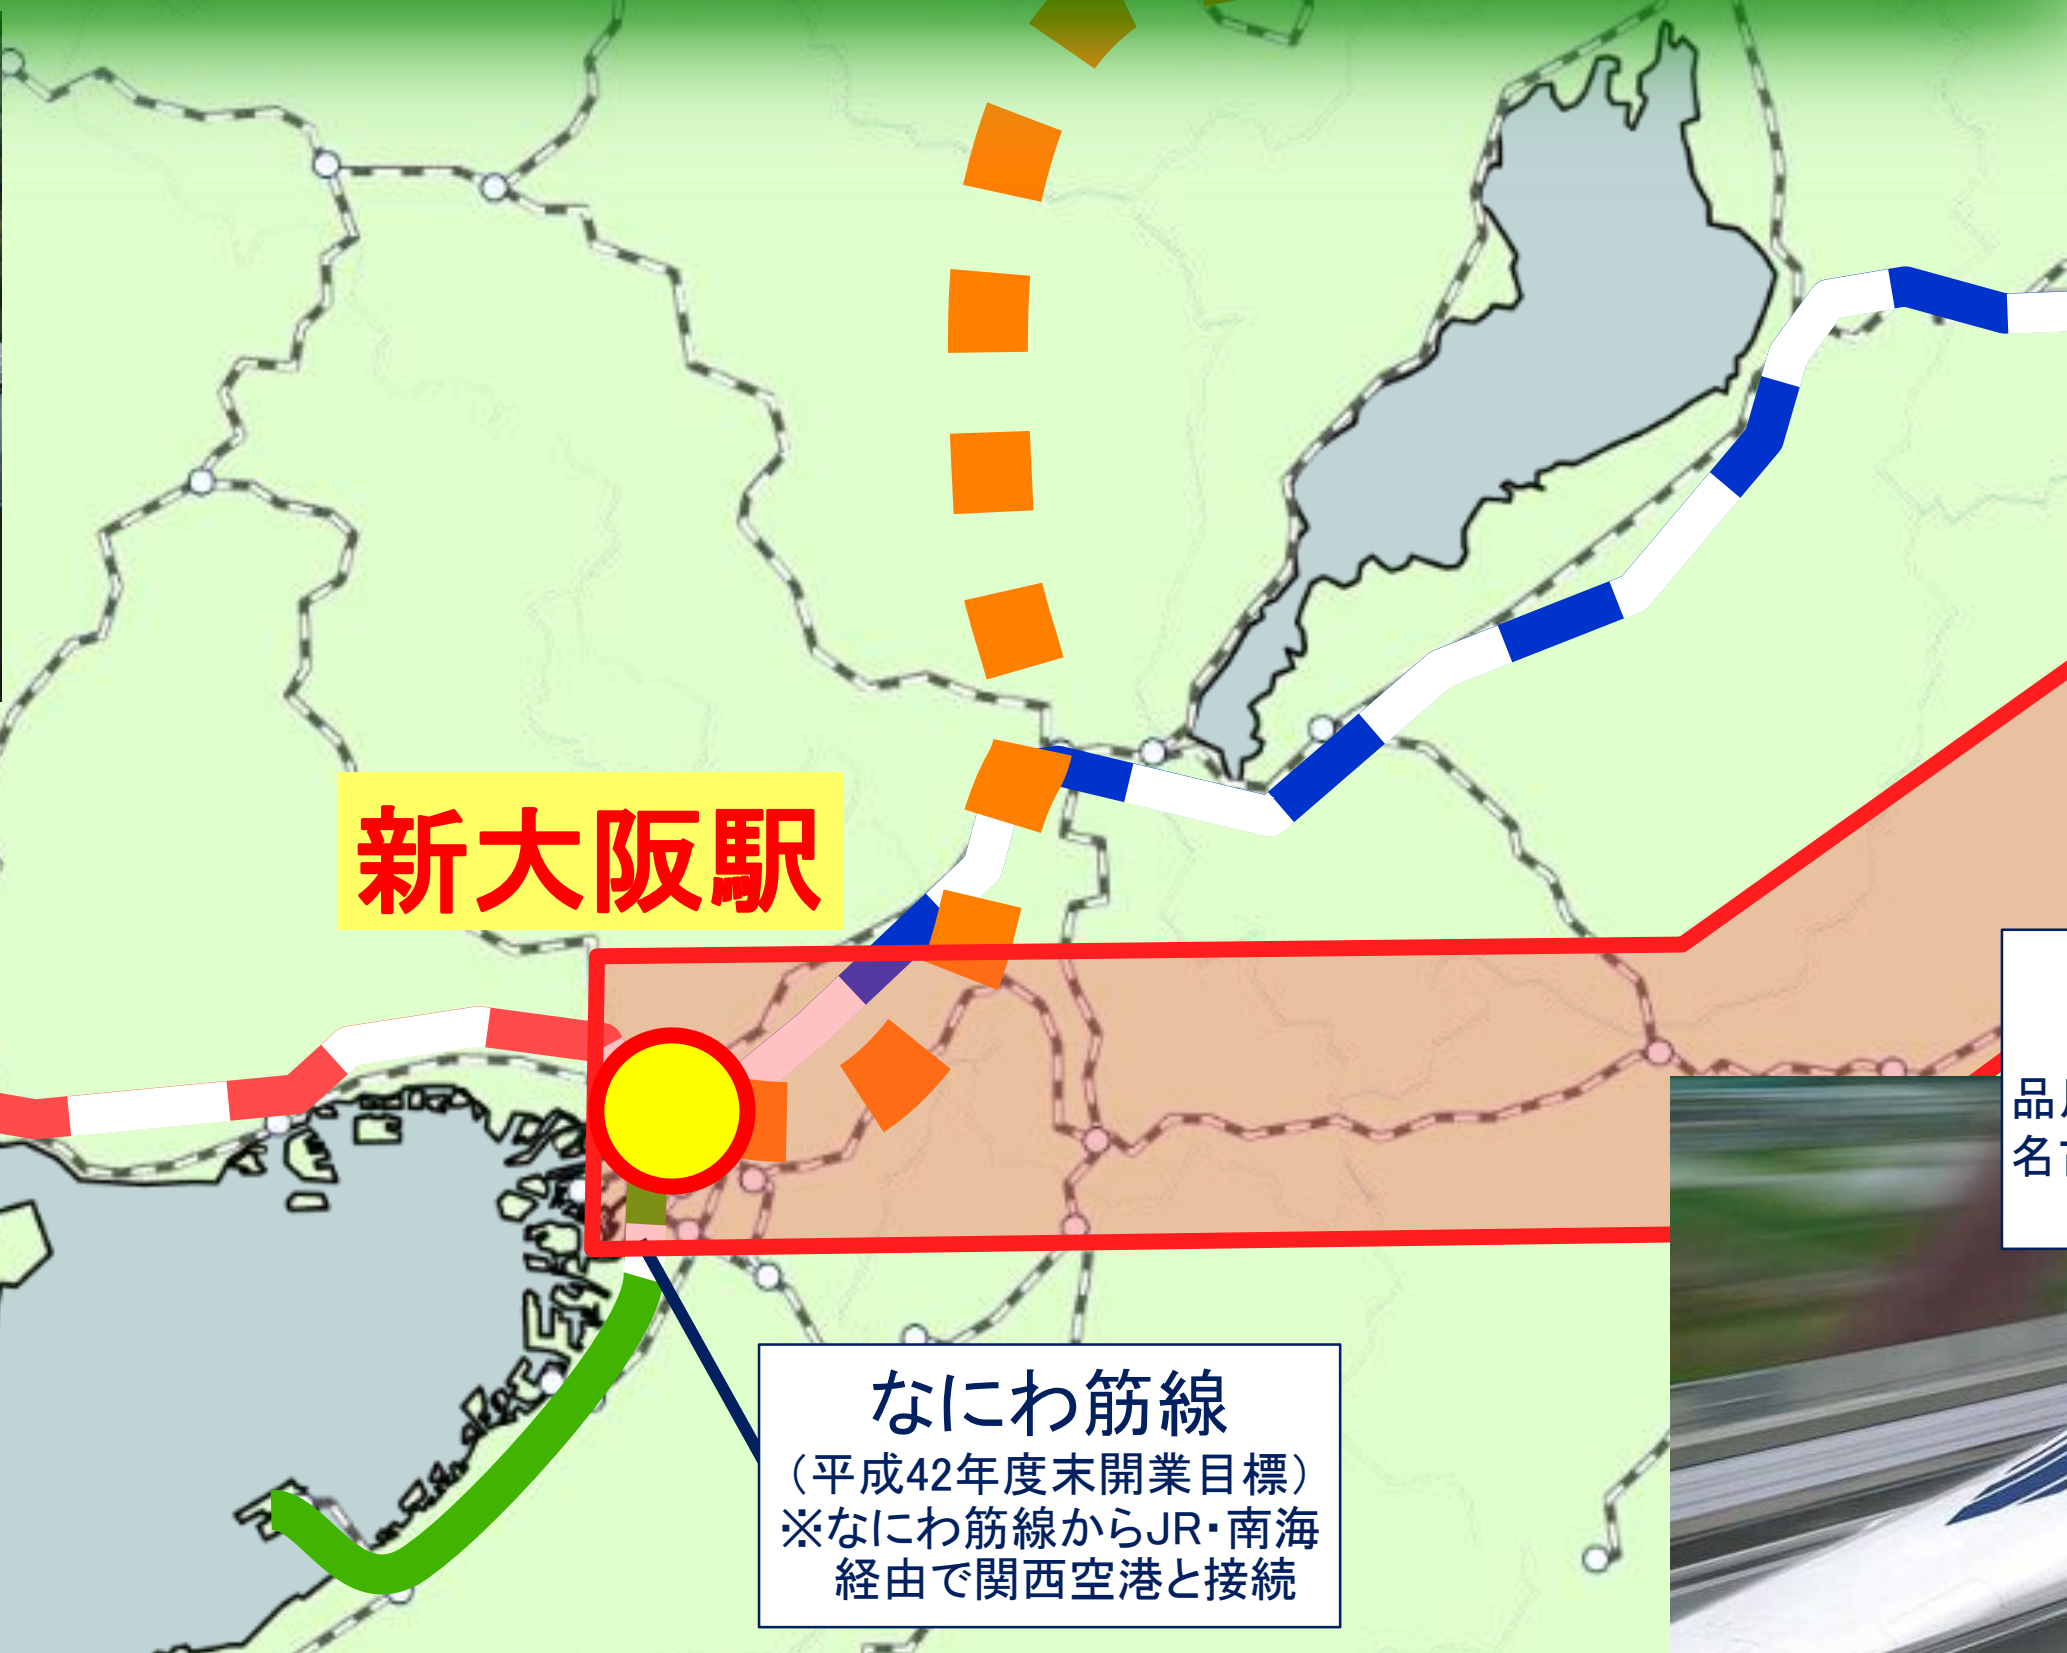 新大阪駅
なにわ筋線
（平成42年度末開業目標）
※なにわ筋線からJR・南海
経由で関西空港と接続
品
名